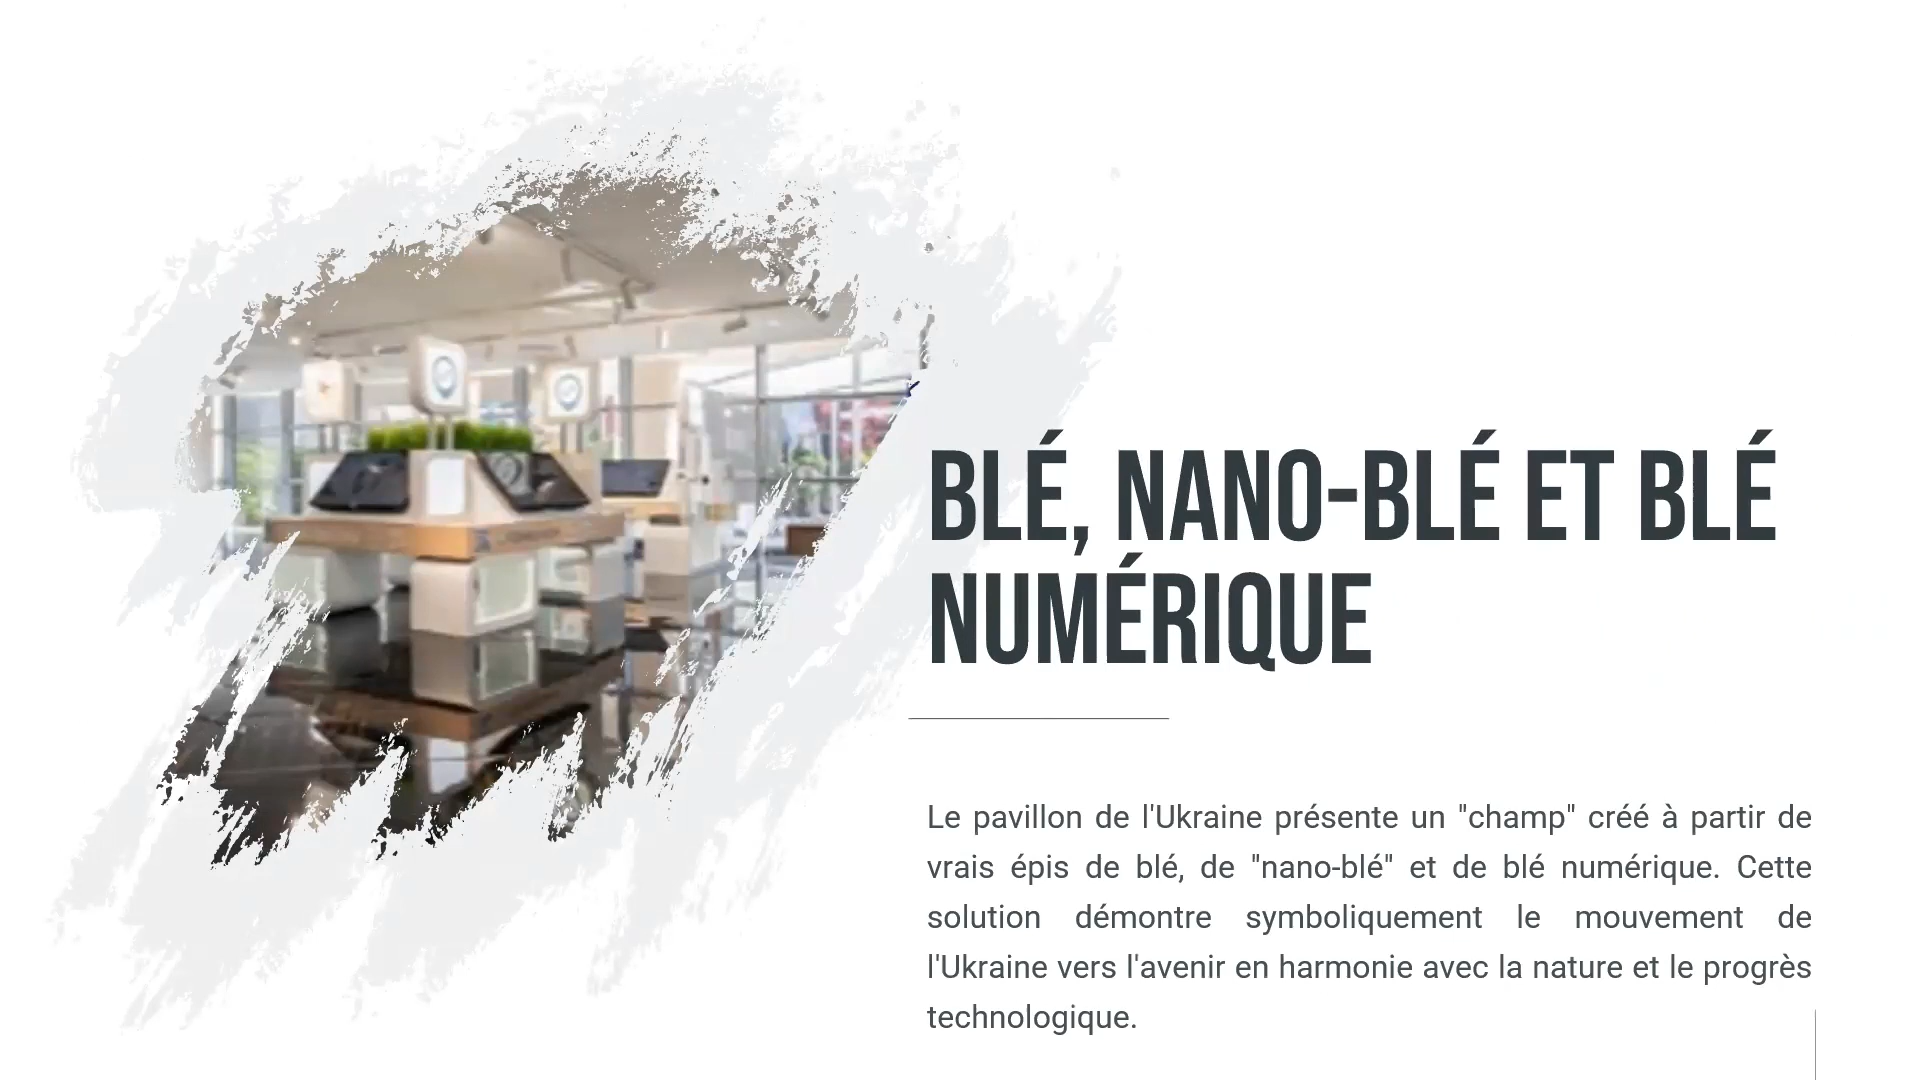 BLÉ, NANO-BLÉ ET BLÉ
NUMÉRIQUE
Le pavillon de l'Ukraine présente un "champ" créé à partir de
vrais épis de blé, de "nano-blé" et de blé numérique. Cette
solution démontre symboliquement le mouvement de
l'Ukraine vers l'avenir en harmonie avec la nature et le progrès
technologique.